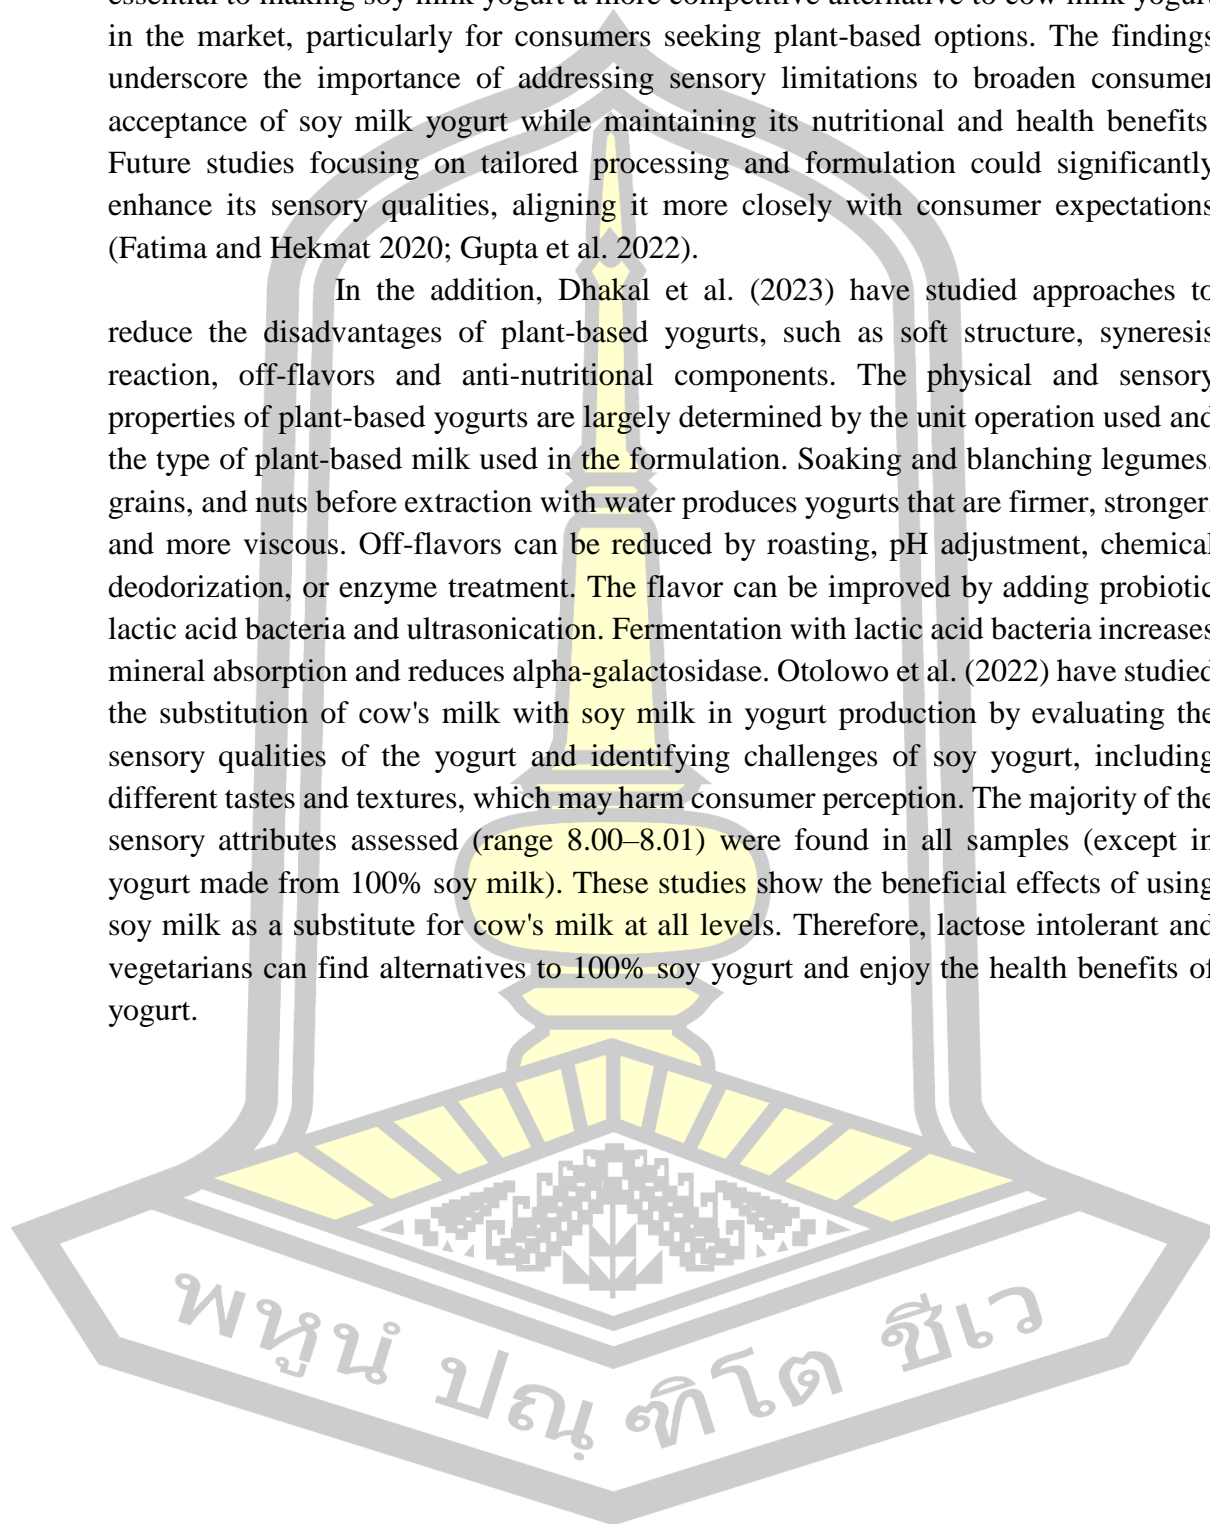 essential to making soy milk yogurt a more competitive alternative to cow milk yogurt
in the market, particularly for consumers seeking plant-based options. The findings
underscore the importance of addressing sensory limitations to broaden consumer
acceptance of soy milk yogurt while maintaining its nutritional and health benefits.
Future studies focusing on tailored processing and formulation could significantly
enhance its sensory qualities, aligning it more closely with consumer expectations
(Fatima and Hekmat 2020; Gupta et al. 2022).
In the addition, Dhakal et al. (2023) have studied approaches to
reduce the disadvantages of plant-based yogurts, such as soft structure, syneresis
reaction, off-flavors and anti-nutritional components. The physical and sensory
properties of plant-based yogurts are largely determined by the unit operation used and
the type of plant-based milk used in the formulation. Soaking and blanching legumes,
grains, and nuts before extraction with water produces yogurts that are firmer, stronger,
and more viscous. Off-flavors can be reduced by roasting, pH adjustment, chemical
deodorization, or enzyme treatment. The flavor can be improved by adding probiotic
lactic acid bacteria and ultrasonication. Fermentation with lactic acid bacteria increases
mineral absorption and reduces alpha-galactosidase. Otolowo et al. (2022) have studied
the substitution of cow's milk with soy milk in yogurt production by evaluating the
sensory qualities of the yogurt and identifying challenges of soy yogurt, including
different tastes and textures, which may harm consumer perception. The majority of the
sensory attributes assessed (range 8.00–8.01) were found in all samples (except in
yogurt made from 100% soy milk). These studies show the beneficial effects of using
soy milk as a substitute for cow's milk at all levels. Therefore, lactose intolerant and
vegetarians can find alternatives to 100% soy yogurt and enjoy the health benefits of
yogurt.
พหูนํ ปณฺฑิโต ชีเว